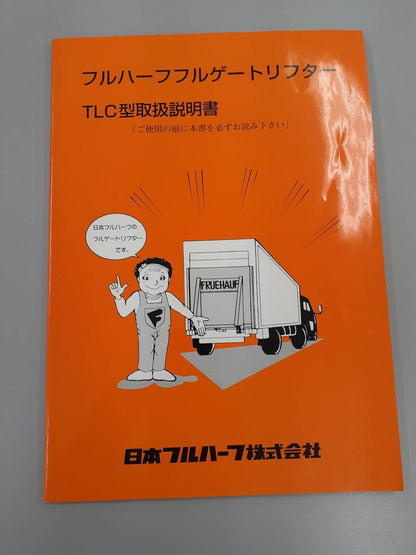 フルハーフフルゲートリフター
TLC型取扱説明書
「ご使用の前に本書を必ずお読み下さい」
日本フルハーフの
フルゲートリフター
です。
FRUEHAUF
F
日本フルハーフ株式会社